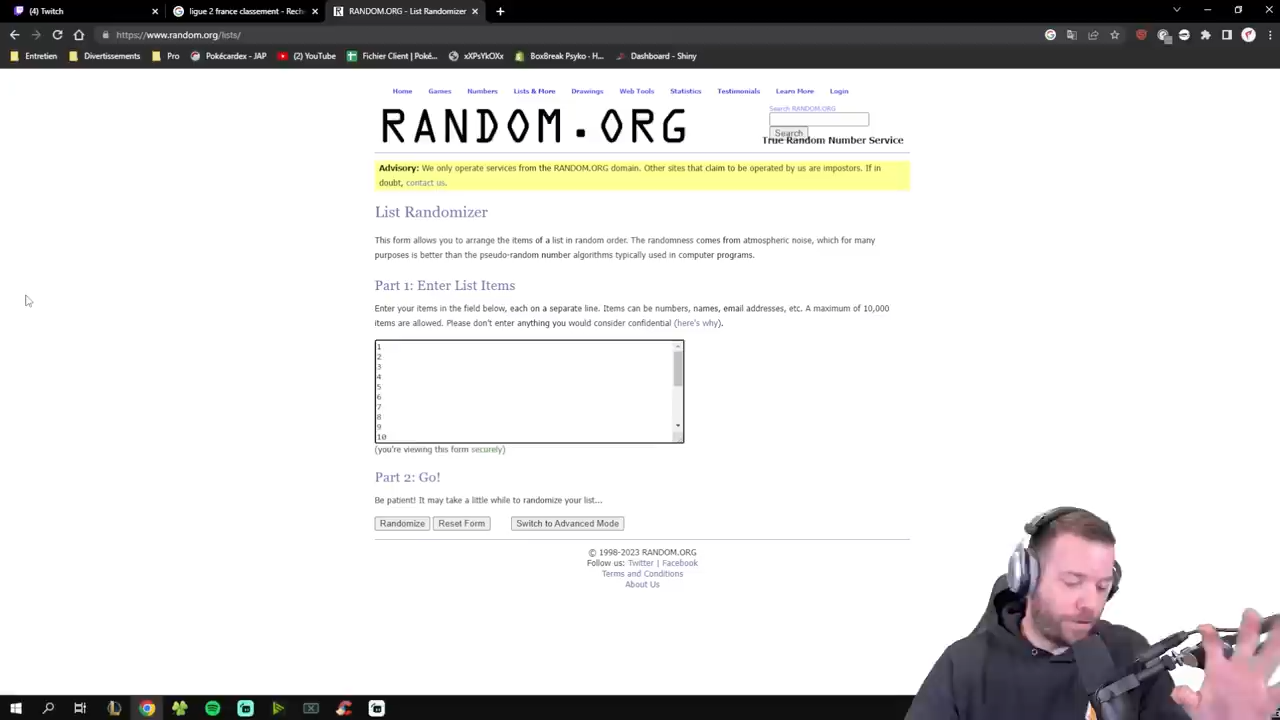 (4) Twitch
ligue 2 france classement - Rech
RANDOM.ORG - List Randomizer
https://www.random.org/lists/
Entretien
Divertissements
Pro
Pokécardex - JAP
(2) YouTube
Fichier Client | PAFC...
xXPsYkOXx
BoxBreak Psyko - H...
Dashboard - Shiny
Home
Games
Numbers
Lists & More
Drawings
Web Tools
Statistics
Testimonials
Learn More
Login
RANDOM.ORG
Search RANDOM.ORG
Search
True Random Number Service
Advisory: We only operate services from the RANDOM.ORG domain. Other sites that claim to be operated by us are impostors. If in
doubt, contact us.
List Randomizer
This form allows you to arrange the items of a list in random order. The randomness comes from atmospheric noise, which for many
purposes is better than the pseudo-random number algorithms typically used in computer programs.
Part 1: Enter List Items
Enter your items in the field below, each on a separate line. Items can be numbers, names, email addresses, etc. A maximum of 10,000
items are allowed. Please don't enter anything you would consider confidential (here's why).
1
2
3
4
5
6
7
8
9
10
(you're viewing this form securely)
Part 2: Go!
Be patient! It may take a little while to randomize your list...
Randomize
Reset Form
Switch to Advanced Mode
© 1998-2023 RANDOM.ORG
Follow us: Twitter | Facebook
Terms and Conditions
About Us